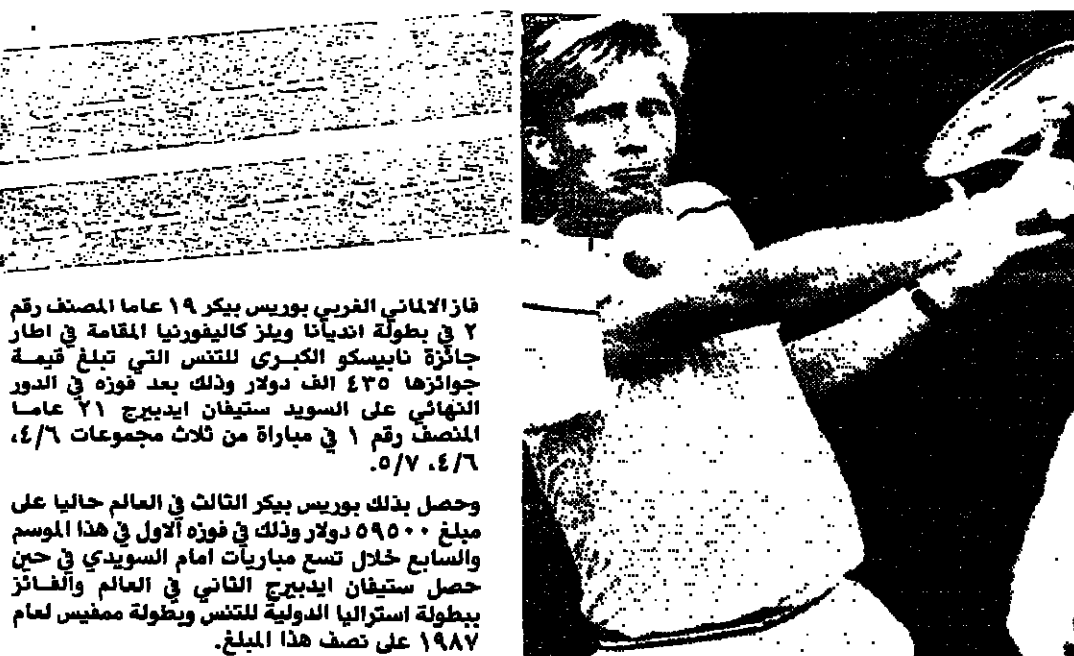 فاز الالماني الغربي بوريس بيكر ١٩ عاما المصنف رقم
٢ في بطولة انديانا ويلز كاليفورنيا المقامة في اطار
جائزة نابيسكو الكبرى للتنس التي تبلغ قيمة
جوائزها ٤٣٥ الف دولار وذلك بعد فوزه في الدور
النهائي على السويد ستيفان ايدبيرج ٢١ عاما
المنصف رقم ١ في مباراة من ثلاث مجموعات ٤/٦،
٤/٦، ٥/٧.
وحصل بذلك بوريس بيكر الثالث في العالم حاليا على
مبلغ ٥٩٥٠٠ دولار وذلك في فوزه الاول في هذا الموسم
والسابع خلال تسع مباريات امام السويدي في حين
حصل ستيفان ايدبيرج الثاني في العالم والفائز
ببطولة استراليا الدولية للتنس وبطولة ممفيس لعام
١٩٨٧ على نصف هذا المبلغ.